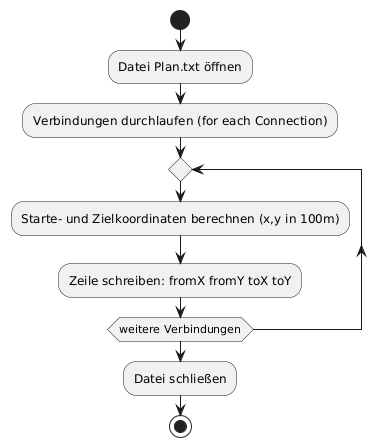 Datei Plan.txt öffnen
Verbindungen durchlaufen (for each Connection)
Starte- und Zielkoordinaten berechnen (x,y in 100m)
Zeile schreiben: fromX fromY toX toY
weitere Verbindungen
Datei schließen